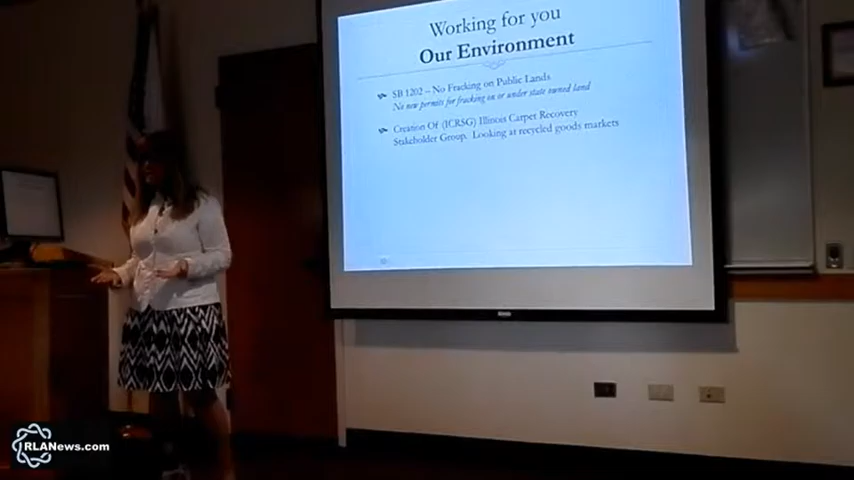 Working for you
Our Environment
SB 1202 – No Fracking on Public Lands
No new permits for fracking on or under state owned land
Creation Of (ICRSG) Illinois Carpet Recovery
Stakeholder Group. Looking at recycled goods markets
RLANews.com